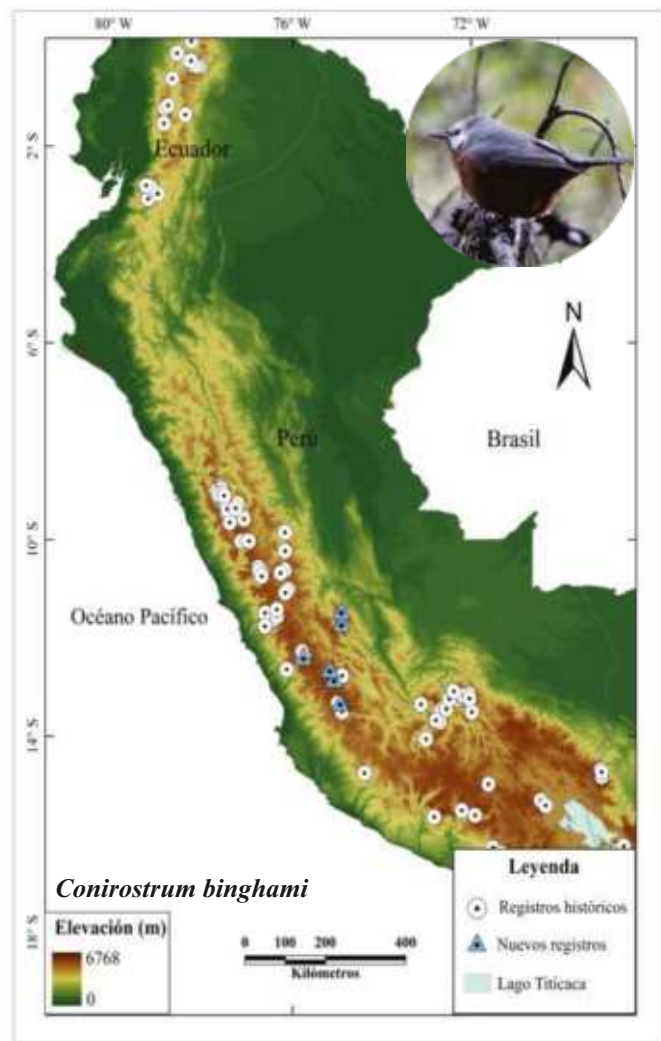 80° W
76° W
72° W
2°S
6°S
10°S
14°S
18°S
Ecuador
N
Perú
Brasil
Océano Pacífico
Conirostrum binghami
Elevación (m)
6768
0
0 100 200 400
Kilómetros
Leyenda
Registros históricos
Nuevos registros
Lago Titicaca